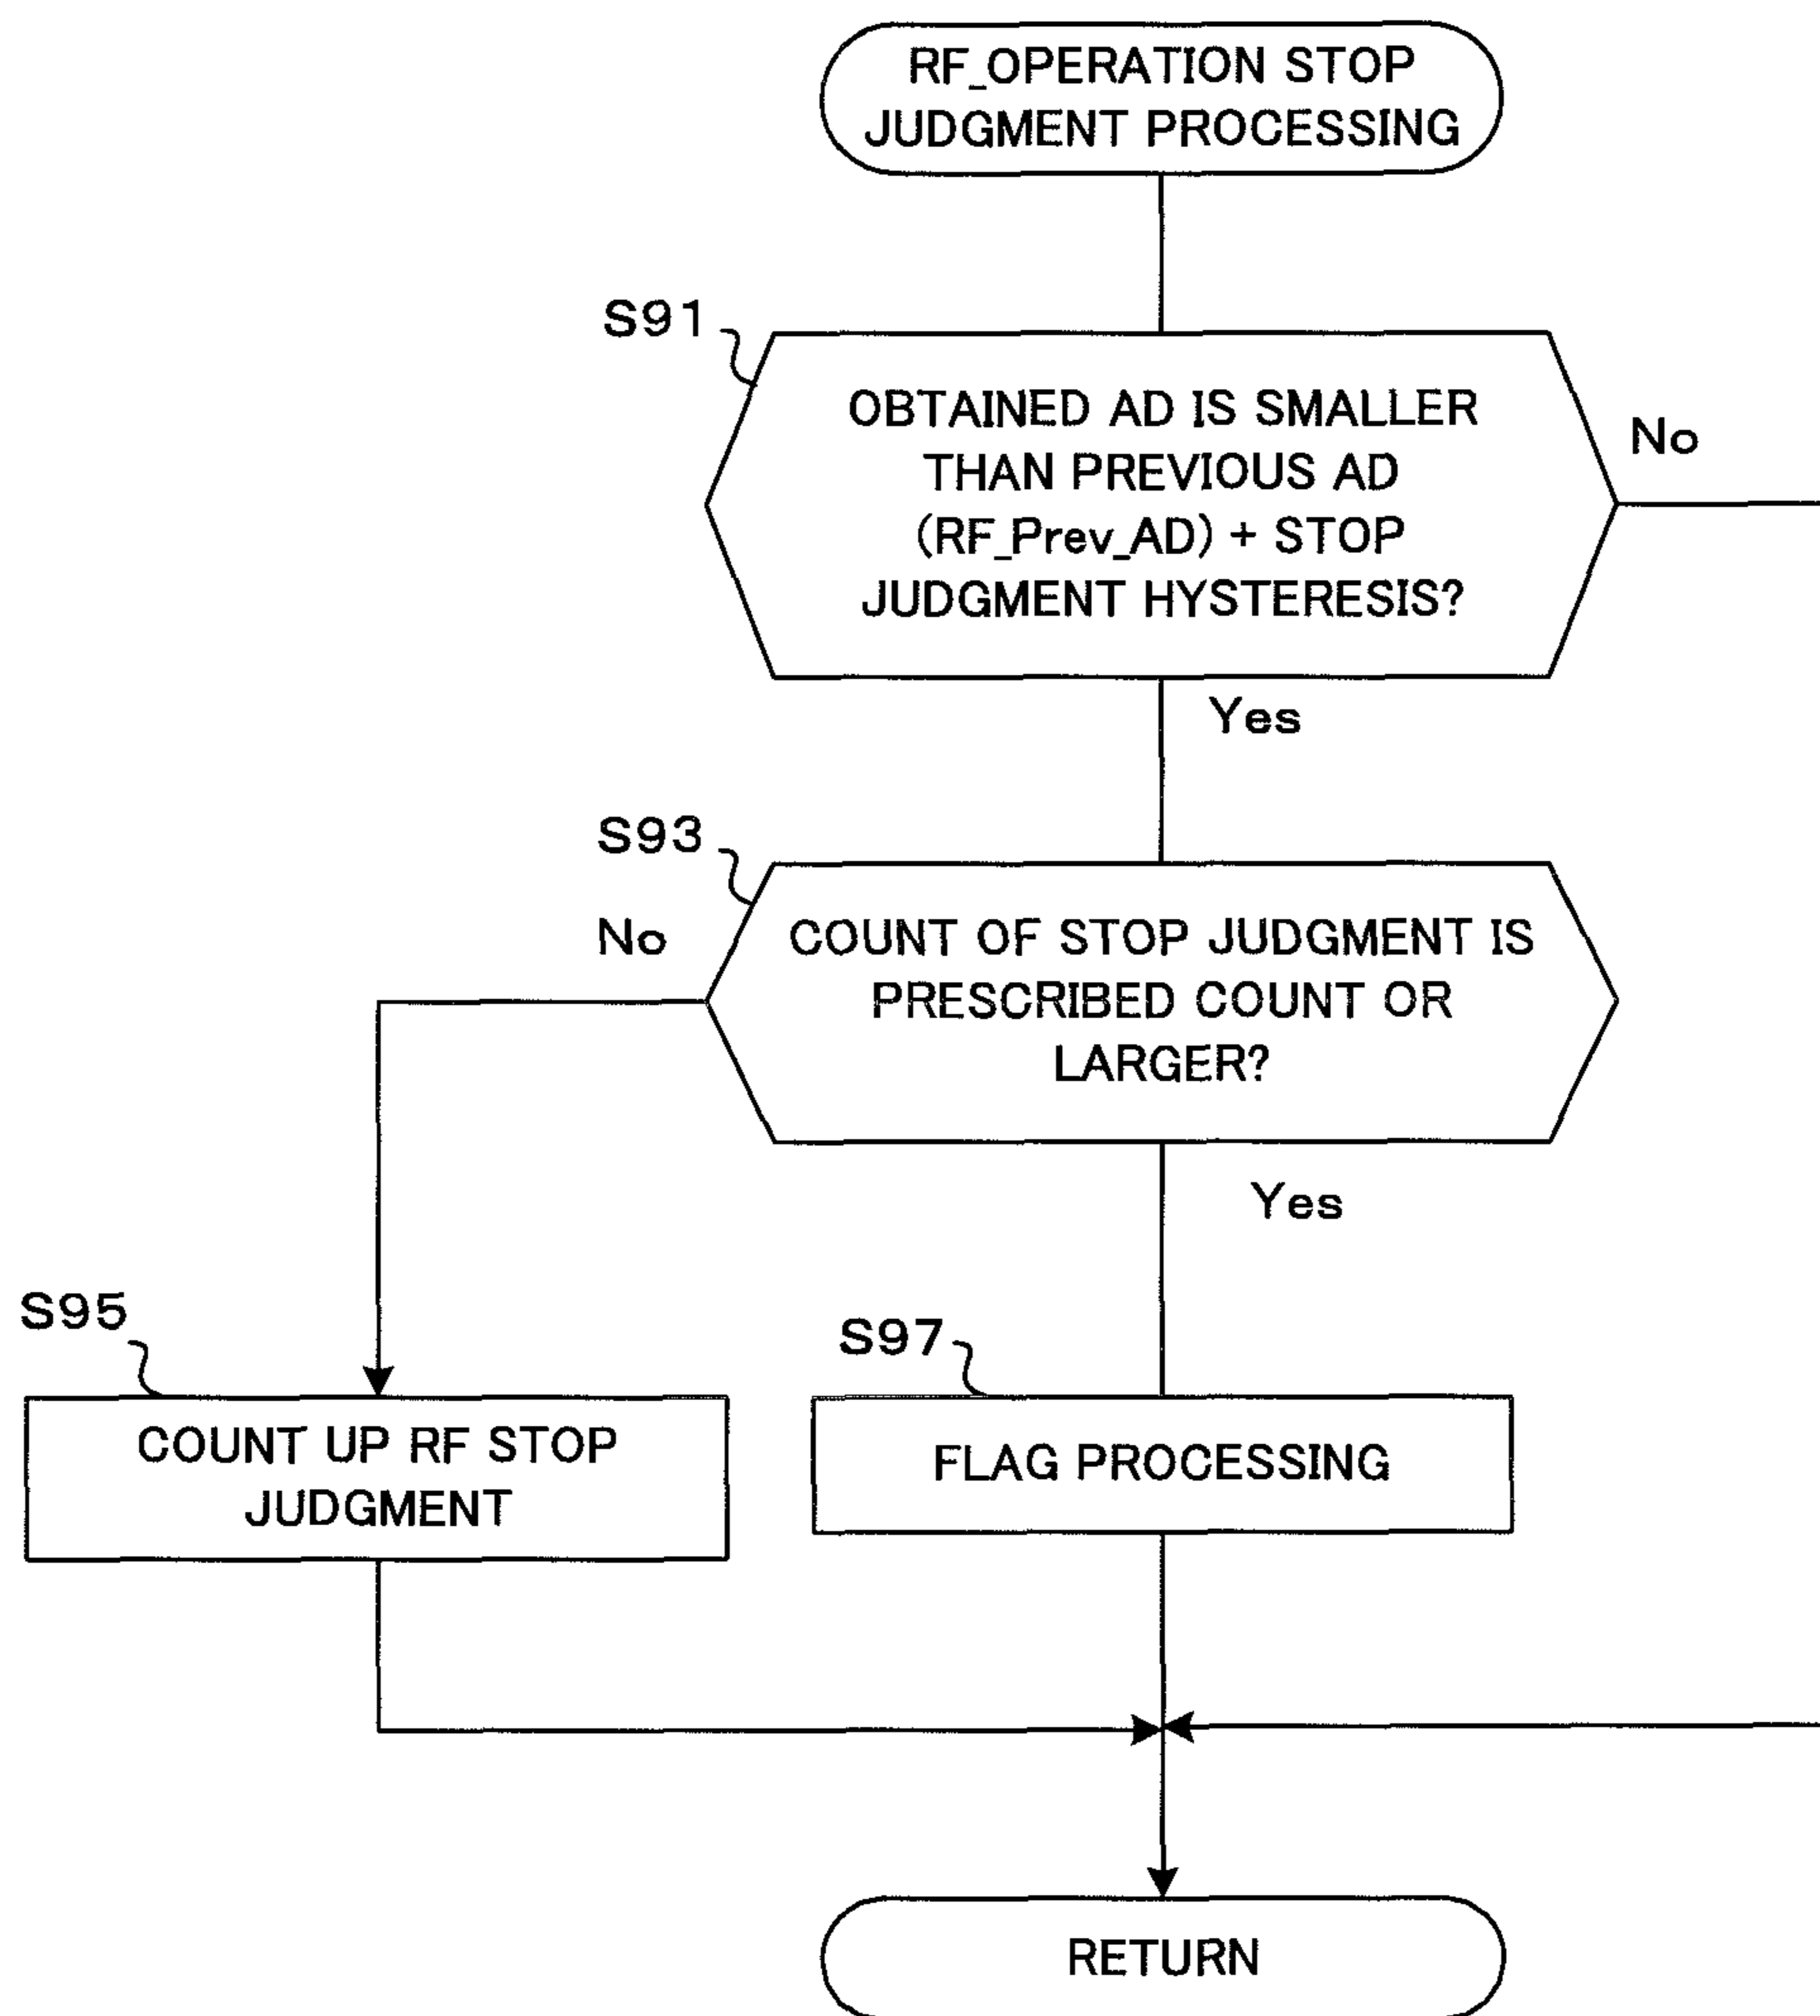 RF_OPERATION STOP
JUDGMENT PROCESSING
S91
OBTAINED AD IS SMALLER
THAN PREVIOUS AD
(RF_Prev_AD) + STOP
JUDGMENT HYSTERESIS?
No
Yes
S93
No
COUNT OF STOP JUDGMENT IS
PRESCRIBED COUNT OR
LARGER?
Yes
S95
COUNT UP RF STOP
JUDGMENT
S97
FLAG PROCESSING
RETURN